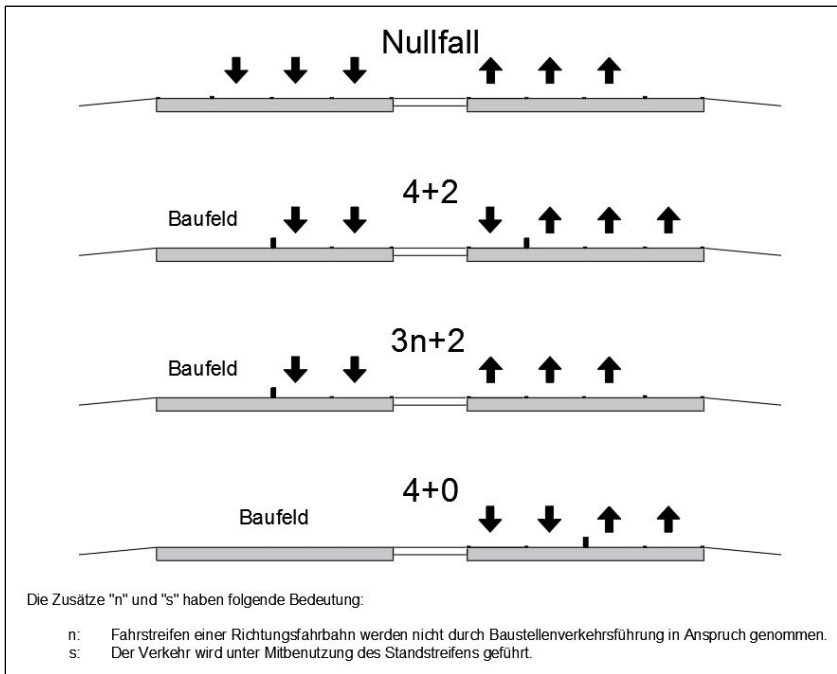 Nullfall
4+2
Baufeld
3n+2
Baufeld
4+0
Baufeld
Die Zusätze "n" und "s" haben folgende Bedeutung:
n: Fahrstreifen einer Richtungsfahrbahn werden nicht durch Baustellenverkehrsführung in Anspruch genommen.
s: Der Verkehr wird unter Mitbenutzung des Standstreifens geführt.